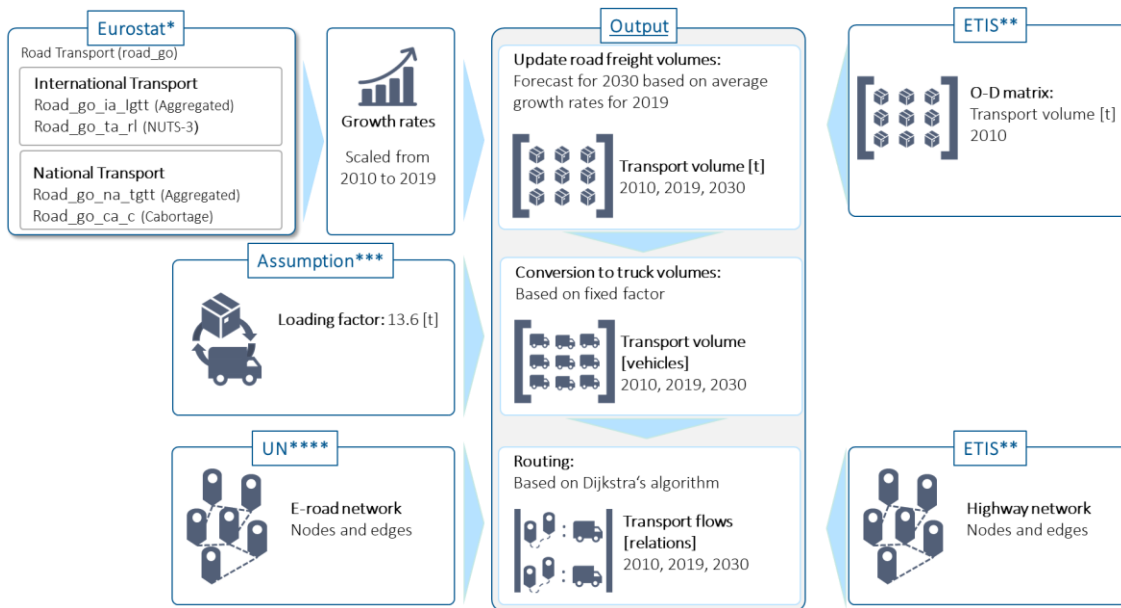 Eurostat*
Road Transport (road_go)
International Transport
Road_go_ia_lgtt (Aggregated)
Road_go_ta_rl (NUTS-3)
National Transport
Road_go_na_tgtt (Aggregated)
Road_go_ca_c (Cabortage)
Growth rates
Scaled from
2010 to 2019
Output
Update road freight volumes:
Forecast for 2030 based on average
growth rates for 2019
Transport volume [t]
2010, 2019, 2030
ETIS**
O-D matrix:
Transport volume [t]
2010
Assumption***
Loading factor: 13.6 [t]
Conversion to truck volumes:
Based on fixed factor
Transport volume
[vehicles]
2010, 2019, 2030
UN****
E-road network
Nodes and edges
Routing:
Based on Dijkstra's algorithm
Transport flows
[relations]
2010, 2019, 2030
ETIS**
Highway network
Nodes and edges